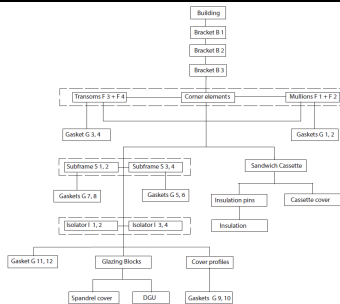 Building
Bracket B 1
Bracket B 2
Bracket B 3
Transoms F 3 + F 4
Corner elements
Mullions F 1 + F 2
Gasket G 3, 4
Gaskets G 1, 2
Subframe S 1, 2
Subframe S 3, 4
Sandwich Cassette
Gaskets G 7, 8
Gaskets G 5, 6
Insulation pins
Cassette cover
Isolator I 1, 2
Isolator I 3, 4
Insulation
Gasket G 11, 12
Glazing Blocks
Cover profiles
Spandrel cover
DGU
Gaskets G 9, 10